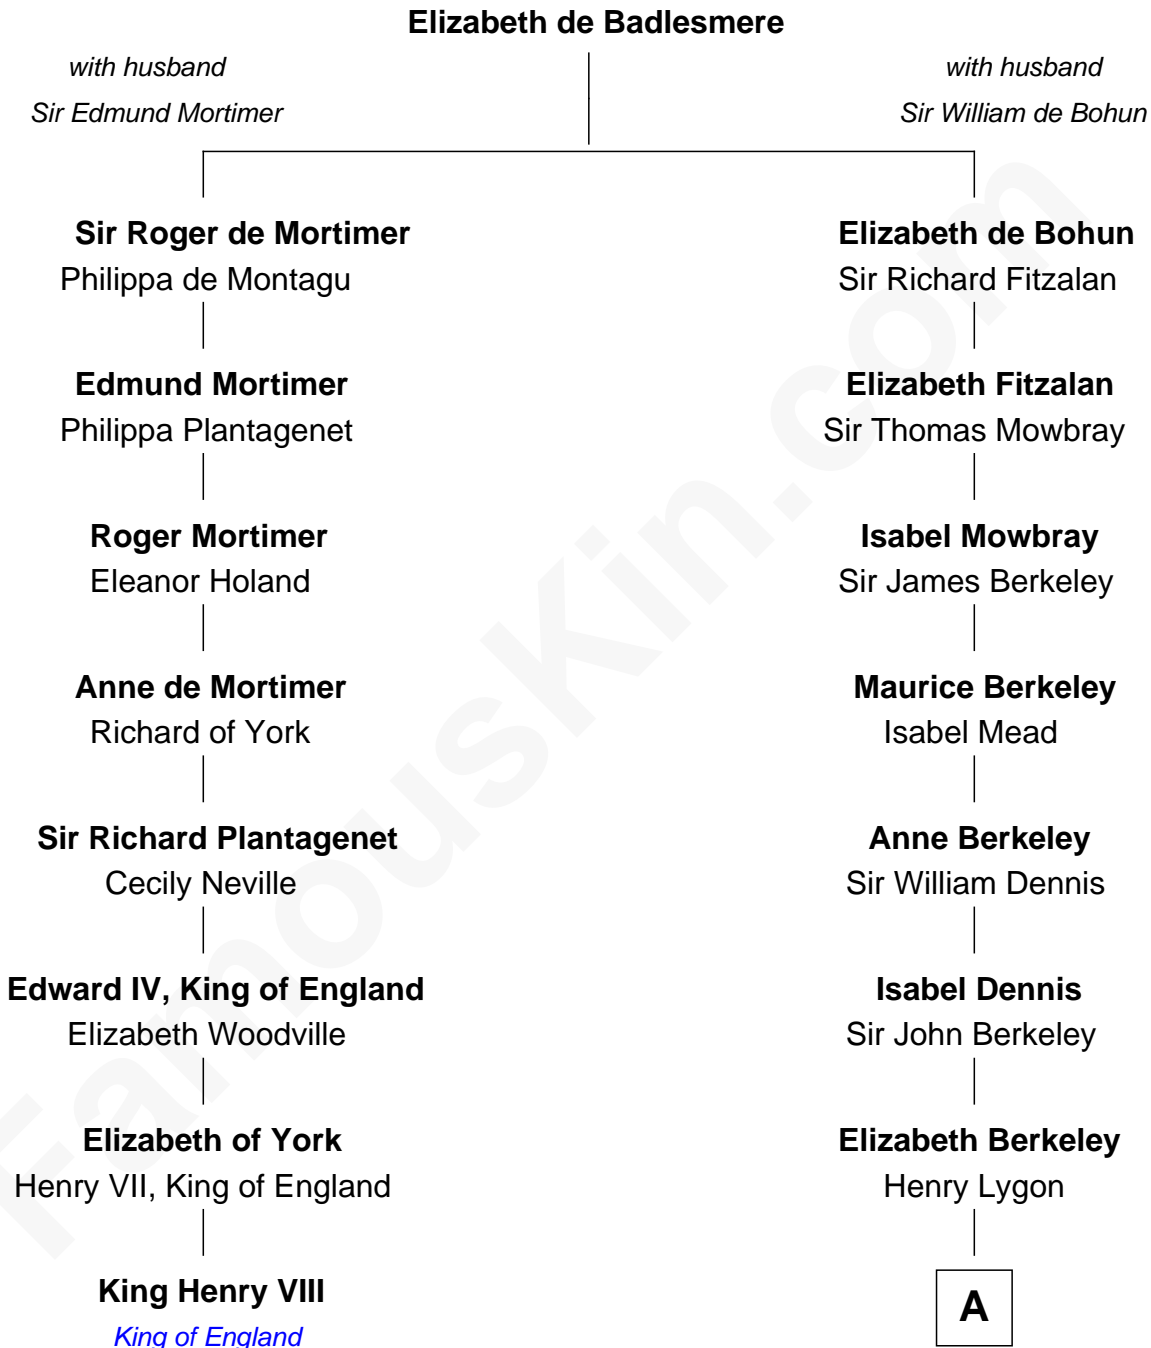 Elizabeth de Badlesmere
with husband
Sir Edmund Mortimer
with husband
Sir William de Bohun
Sir Roger de Mortimer
Philippa de Montagu
Elizabeth de Bohun
Sir Richard Fitzalan
Edmund Mortimer
Philippa Plantagenet
Elizabeth Fitzalan
Sir Thomas Mowbray
Roger Mortimer
Eleanor Holand
Isabel Mowbray
Sir James Berkeley
Anne de Mortimer
Richard of York
Maurice Berkeley
Isabel Mead
Sir Richard Plantagenet
Cecily Neville
Anne Berkeley
Sir William Dennis
Edward IV, King of England
Elizabeth Woodville
Isabel Dennis
Sir John Berkeley
Elizabeth of York
Henry VII, King of England
Elizabeth Berkeley
Henry Lygon
King Henry VIII
King of England
A
FamousKin.com